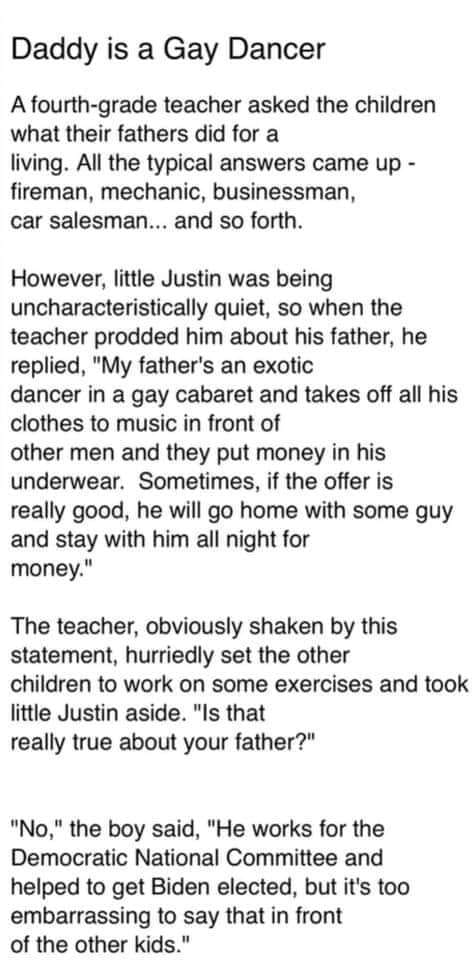 Daddy is a Gay Dancer
A fourth-grade teacher asked the children
what their fathers did for a
living. All the typical answers came up -
fireman, mechanic, businessman,
car salesman... and so forth.
However, little Justin was being
uncharacteristically quiet, so when the
teacher prodded him about his father, he
replied, "My father's an exotic
dancer in a gay cabaret and takes off all his
clothes to music in front of
other men and they put money in his
underwear.  Sometimes, if the offer is
really good, he will go home with some guy
and stay with him all night for
money."
The teacher, obviously shaken by this
statement, hurriedly set the other
children to work on some exercises and took
little Justin aside. "Is that
really true about your father?"
"No," the boy said, "He works for the
Democratic National Committee and
helped to get Biden elected, but it's too
embarrassing to say that in front
of the other kids."